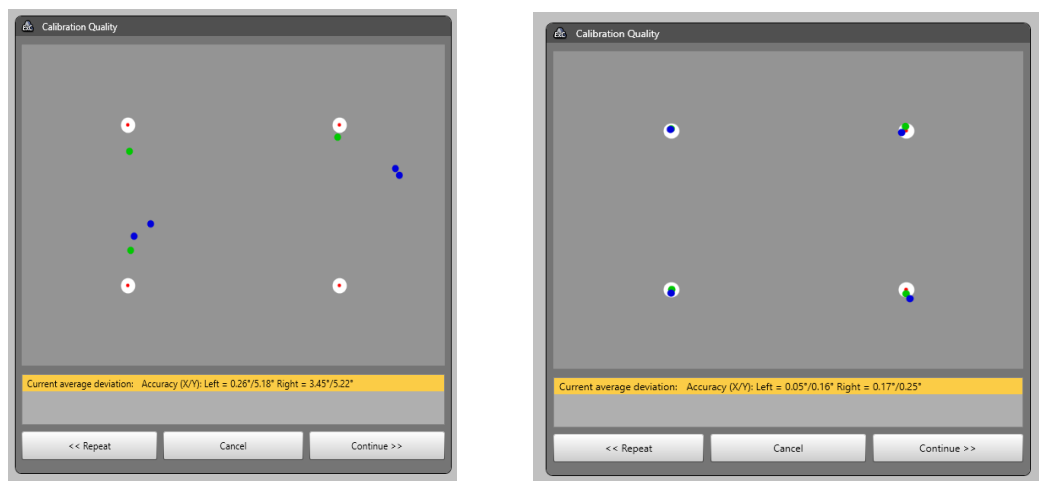 Calibration Quality
Current average deviation: Accuracy (X/Y): Left = 0.26°/5.18° Right = 3.45°/5.22°
<< Repeat
Cancel
Continue >>
Calibration Quality
Current average deviation: Accuracy (X/Y): Left = 0.05°/0.16° Right = 0.17°/0.25°
<< Repeat
Cancel
Continue >>